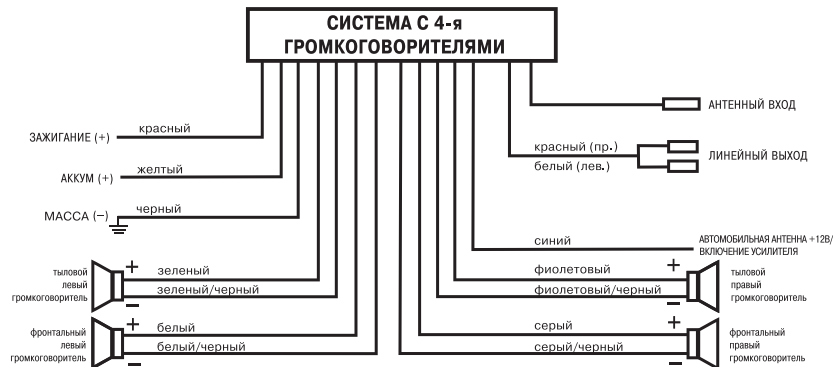 СИСТЕМА С 4-я
ГРОМКОГОВОРИТЕЛЯМИ
ЗАЖИГАНИЕ (+)
красный
АККУМ (+)
желтый
МАССА (−)
черный
тыловой
левый
громкоговоритель
+
−
зеленый
зеленый/черный
фронтальный
левый
громкоговоритель
+
−
белый
белый/черный
АНТЕННЫЙ ВХОД
красный (пр.)
белый (лев.)
ЛИНЕЙНЫЙ ВЫХОД
синий
АВТОМОБИЛЬНАЯ АНТЕННА +12В/
ВКЛЮЧЕНИЕ УСИЛИТЕЛЯ
фиолетовый
фиолетовый/черный
+
−
тыловой
правый
громкоговоритель
серый
серый/черный
+
−
фронтальный
правый
громкоговоритель